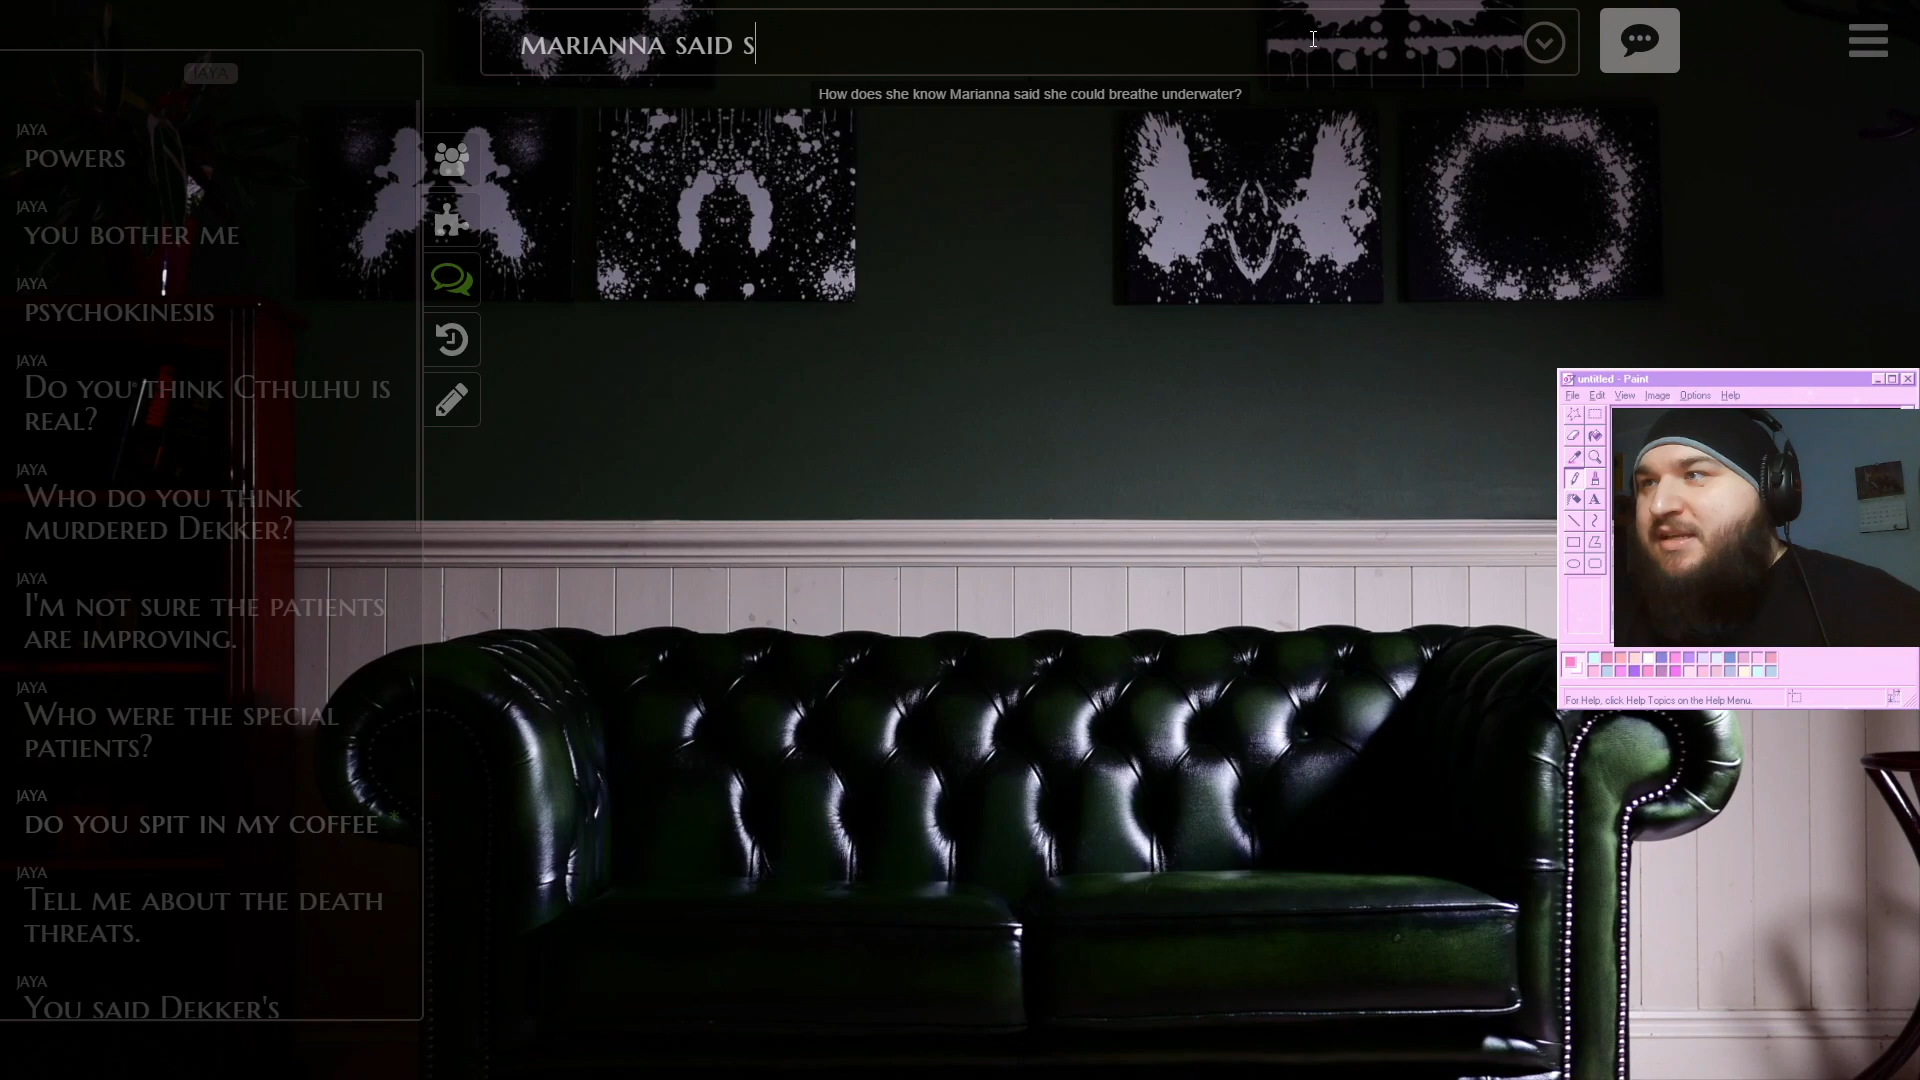 MARIANNA SAID S
How does she know Marianna said she could breathe underwater?
JAYA
JAYA
POWERS
JAYA
YOU BOTHER ME
JAYA
PSYCHOKINESIS
JAYA
DO YOU THINK CTHULHU IS
REAL?
JAYA
WHO DO YOU THINK
MURDERED DEKKER?
JAYA
I'M NOT SURE THE PATIENTS
ARE IMPROVING.
JAYA
WHO WERE THE SPECIAL
PATIENTS?
JAYA
DO YOU SPIT IN MY COFFEE *
JAYA
TELL ME ABOUT THE DEATH
THREATS.
JAYA
YOU SAID DEKKER'S
untitled - Paint
File Edit View Image Options Help
A
For Help, click Help Topics on the Help Menu.